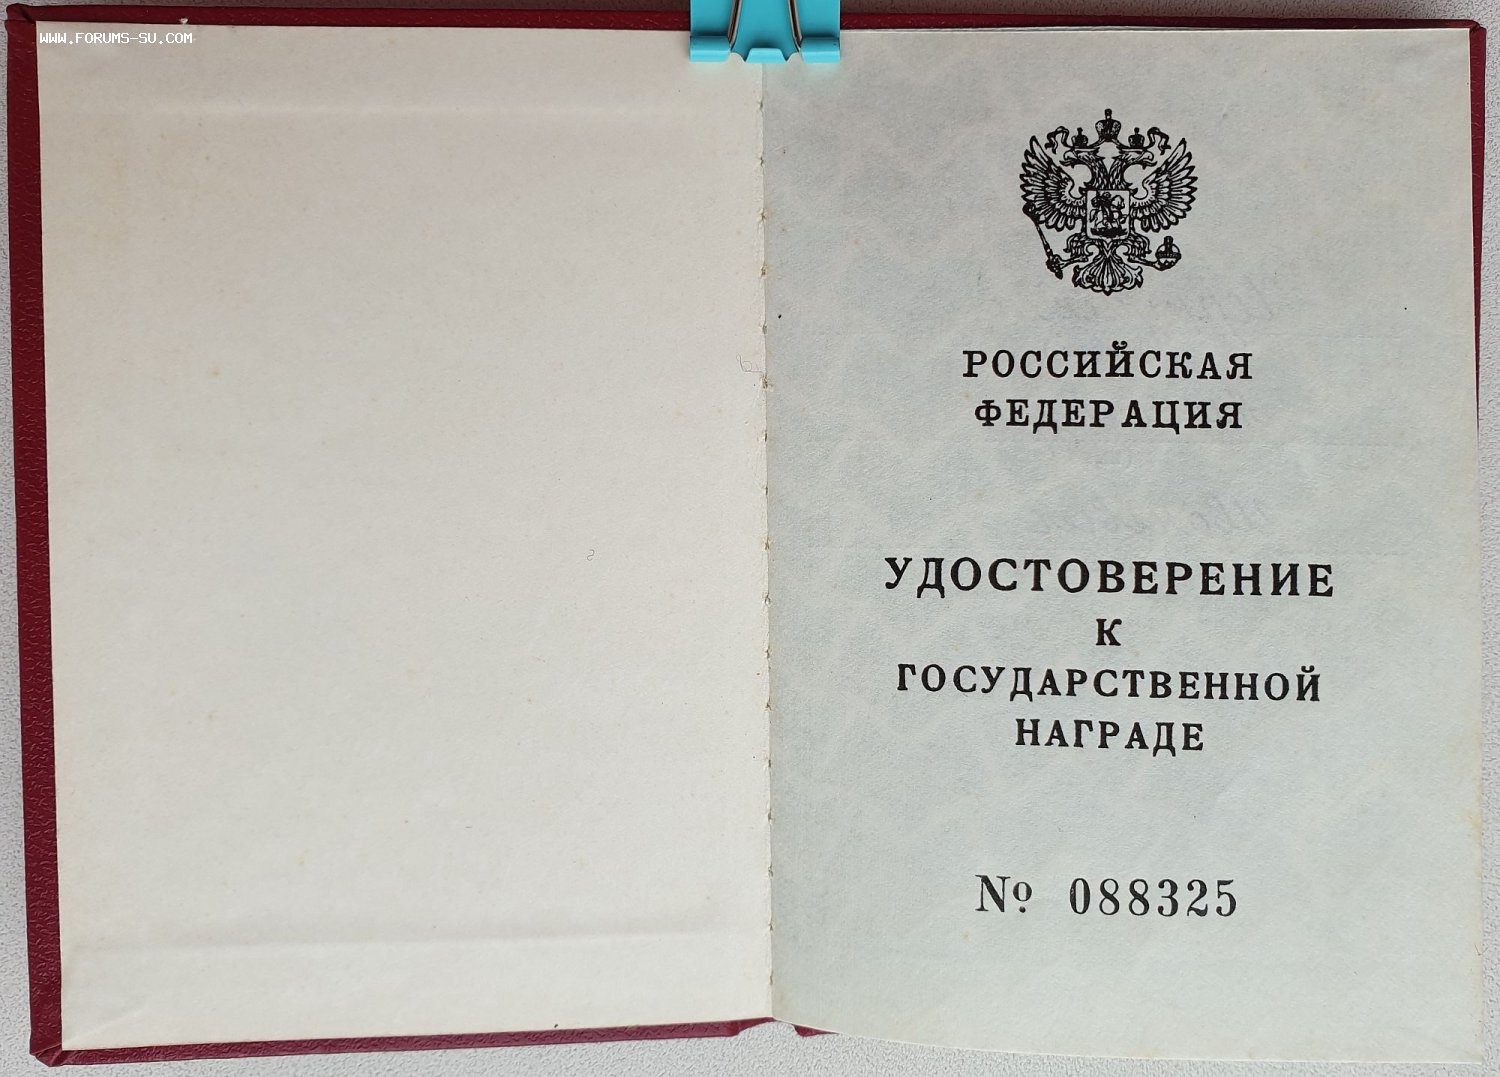 WWW.FORUMS-SU.COM
РОССИЙСКАЯ
ФЕДЕРАЦИЯ
УДОСТОВЕРЕНИЕ
К
ГОСУДАРСТВЕННОЙ
НАГРАДЕ
№ 088325